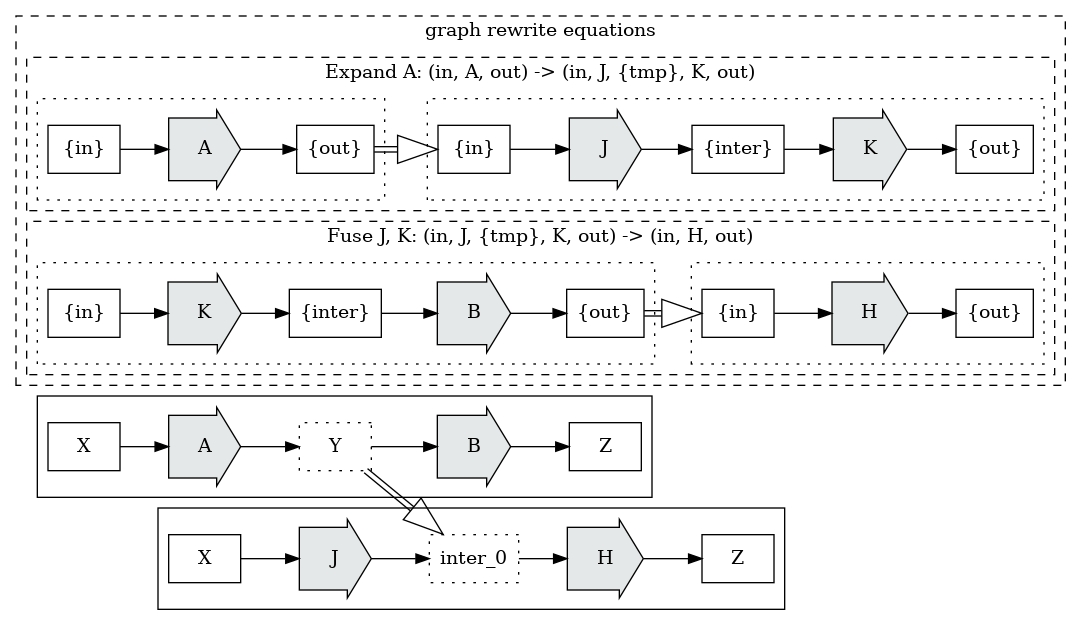 graph rewrite equations
Expand A: (in, A, out) -> (in, J, {tmp}, K, out)
{in} A {out} {in} J {inter} K {out}
Fuse J, K: (in, J, {tmp}, K, out) -> (in, H, out)
{in} K {inter} B {out} {in} H {out}
X A Y B Z
X J inter_0 H Z